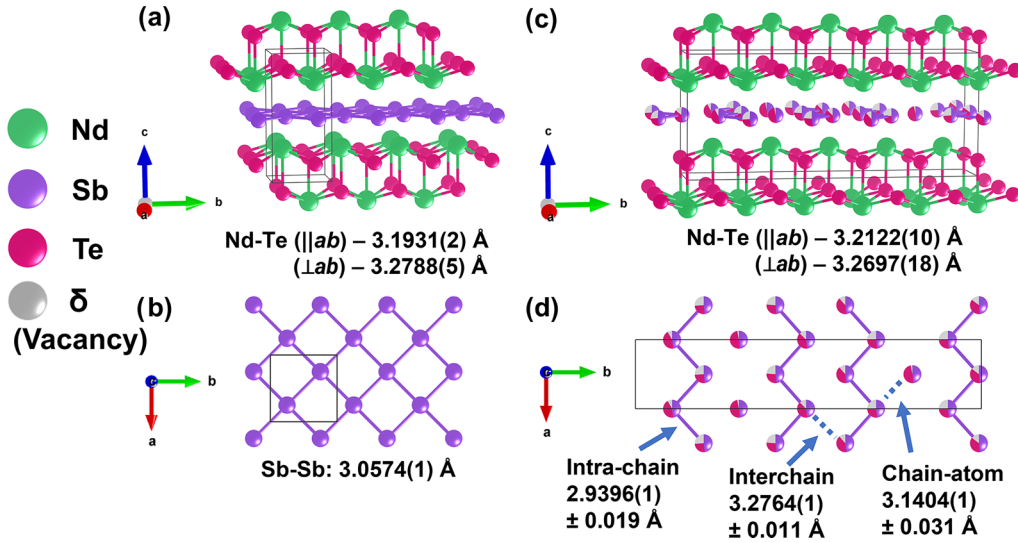 (a)
(c)
Nd
Sb
Te
δ
(Vacancy)
c
b
a
c
b
a
Nd-Te (||ab) – 3.1931(2) Å
(⊥ab) – 3.2788(5) Å
Nd-Te (||ab) – 3.2122(10) Å
(⊥ab) – 3.2697(18) Å
(b)
(d)
c
b
a
c
b
a
Sb-Sb: 3.0574(1) Å
Intra-chain
2.9396(1)
± 0.019 Å
Interchain
3.2764(1)
± 0.011 Å
Chain-atom
3.1404(1)
± 0.031 Å